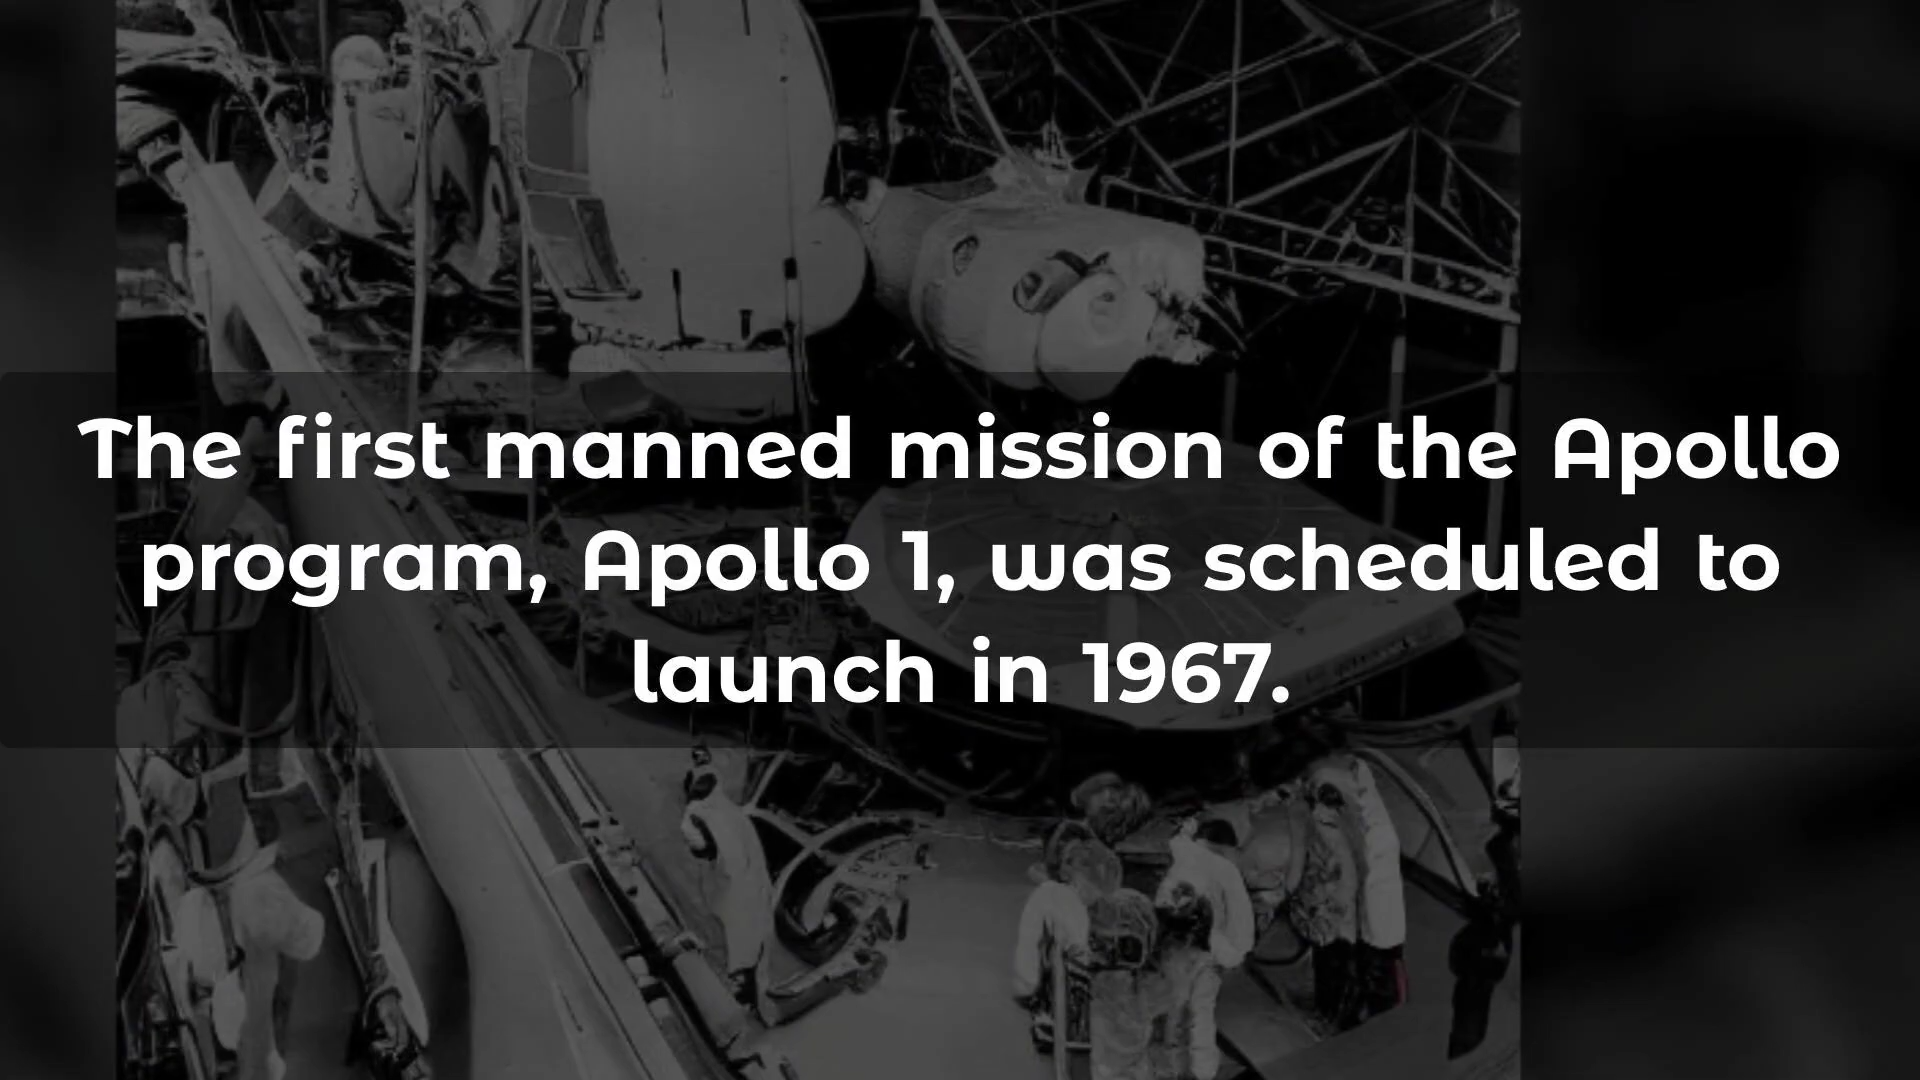 The first manned mission of the Apollo
program, Apollo 1, was scheduled to
launch in 1967.